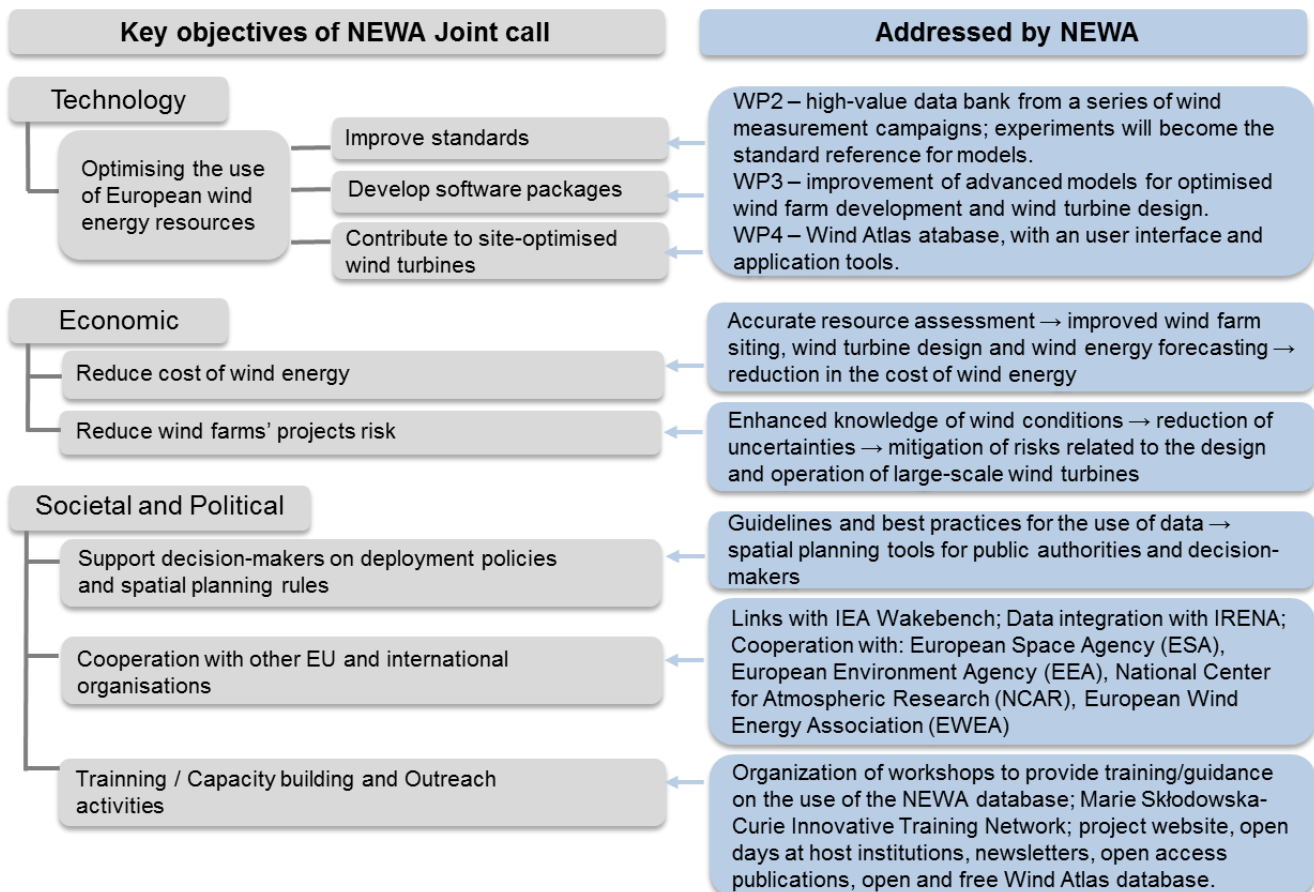 Key objectives of NEWA Joint call
Addressed by NEWA
Technology
Optimising the use
of European wind
energy resources
Improve standards
Develop software packages
Contribute to site-optimised
wind turbines
WP2 – high-value data bank from a series of wind
measurement campaigns; experiments will become the
standard reference for models.
WP3 – improvement of advanced models for optimised
wind farm development and wind turbine design.
WP4 – Wind Atlas atabase, with an user interface and
application tools.
Economic
Reduce cost of wind energy
Accurate resource assessment → improved wind farm
siting, wind turbine design and wind energy forecasting →
reduction in the cost of wind energy
Reduce wind farms' projects risk
Enhanced knowledge of wind conditions → reduction of
uncertainties → mitigation of risks related to the design
and operation of large-scale wind turbines
Societal and Political
Support decision-makers on deployment policies
and spatial planning rules
Guidelines and best practices for the use of data →
spatial planning tools for public authorities and decision-
makers
Cooperation with other EU and international
organisations
Links with IEA Wakebench; Data integration with IRENA;
Cooperation with: European Space Agency (ESA),
European Environment Agency (EEA), National Center
for Atmospheric Research (NCAR), European Wind
Energy Association (EWEA)
Trainning / Capacity building and Outreach
activities
Organization of workshops to provide training/guidance
on the use of the NEWA database; Marie Skłodowska-
Curie Innovative Training Network; project website, open
days at host institutions, newsletters, open access
publications, open and free Wind Atlas database.